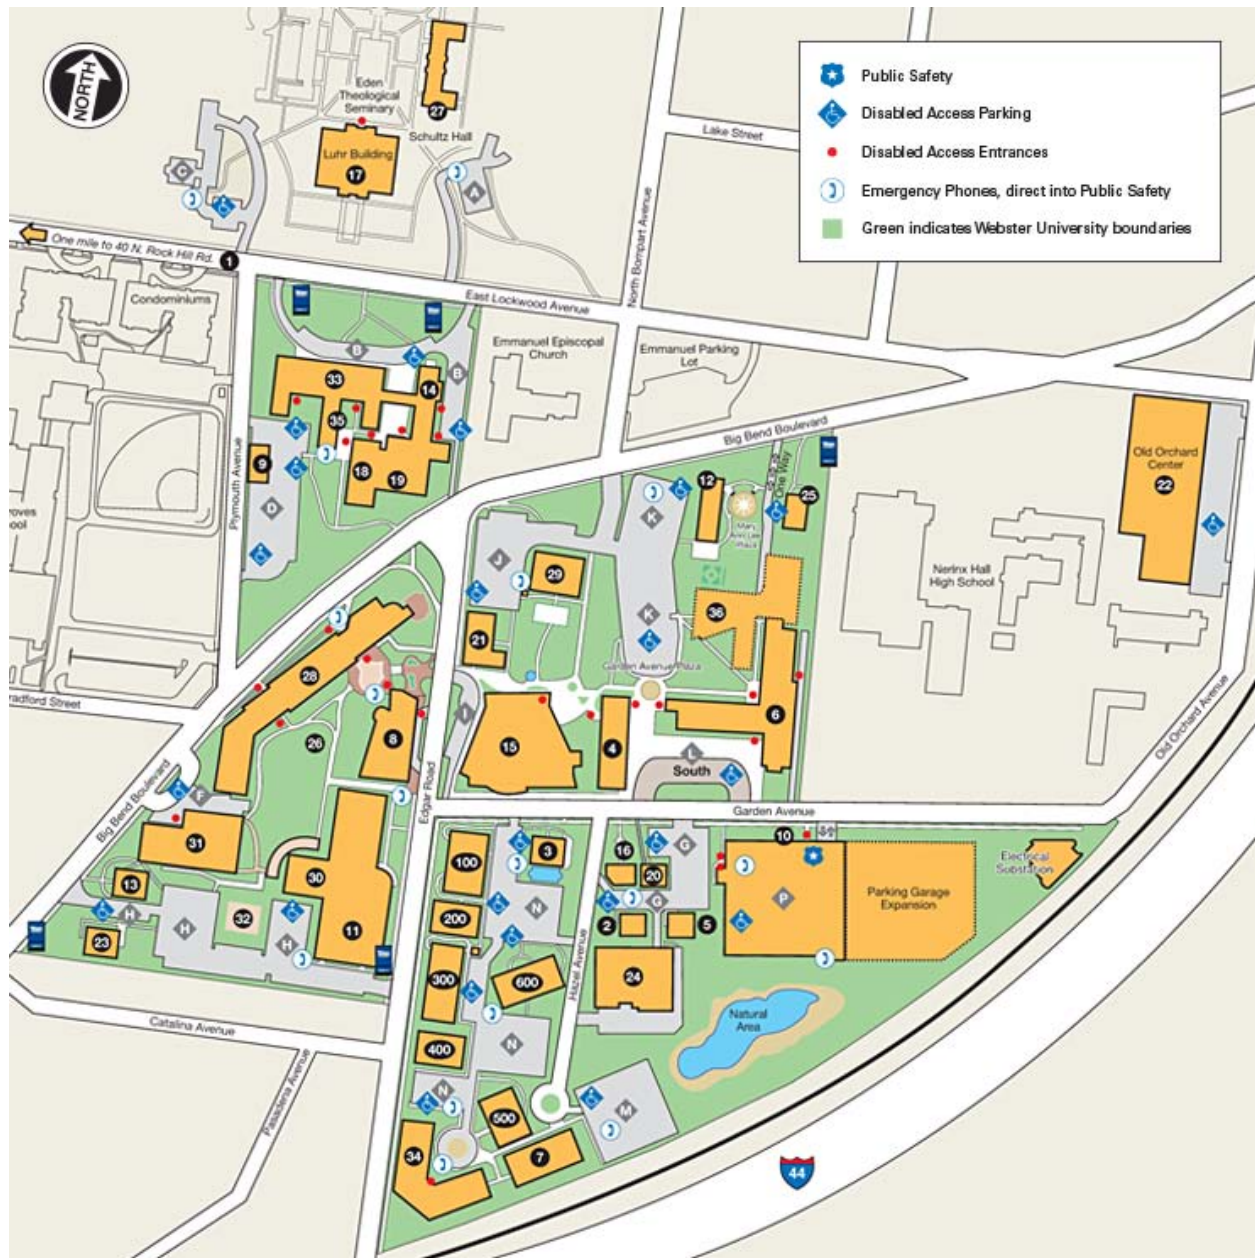 NORTH
Public Safety
Disabled Access Parking
Disabled Access Entrances
Emergency Phones, direct into Public Safety
Green indicates Webster University boundaries
Eden
Theological
Seminary
27
Schultz Hall
Luhr Building
17
Lake Street
C
A
North Bompart Avenue
One mile to 40 N. Rock Hill Rd.
1
Condominiums
East Lockwood Avenue
Emmanuel Episcopal
Church
Emmanuel Parking
Lot
B
B
33
14
35
18
19
9
D
Plymouth Avenue
Big Bend Boulevard
Old Orchard
Center
22
12
One Way
25
K
Mary
Ann Lee
Plaza
J
29
Nerinx Hall
High School
K
36
21
Garden Avenue Plaza
28
26
8
I
15
4
6
L
South
Old Orchard Avenue
Edgar Road
Garden Avenue
Big Bend Boulevard
F
31
30
11
13
H
H
32
H
23
100
3
16
G
10
20
P
Parking Garage
Expansion
Electrical
Substation
200
N
G
2
5
300
600
Hazel Avenue
24
Natural
Area
Catalina Avenue
400
N
N
Pasadena Avenue
500
M
34
7
44